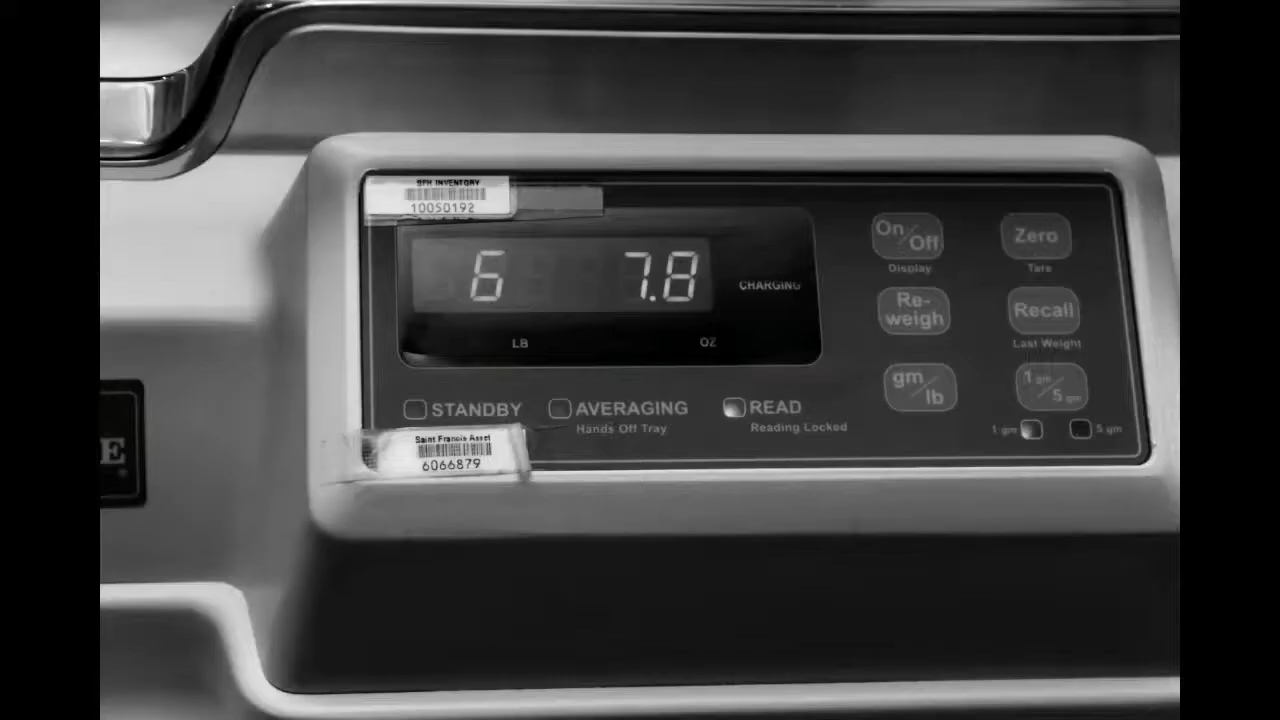 SFH INVENTORY
10050192
6 7.8
CHARGING
LB OZ
STANDBY
AVERAGING
Hands Off Tray
READ
Reading Locked
Saint Francis Asset
6066879
On/Off
Display
Zero
Tare
Re-weigh
Recall
Last Weight
gm/lb
1 gm/5 gm
1 gm
5 gm
E